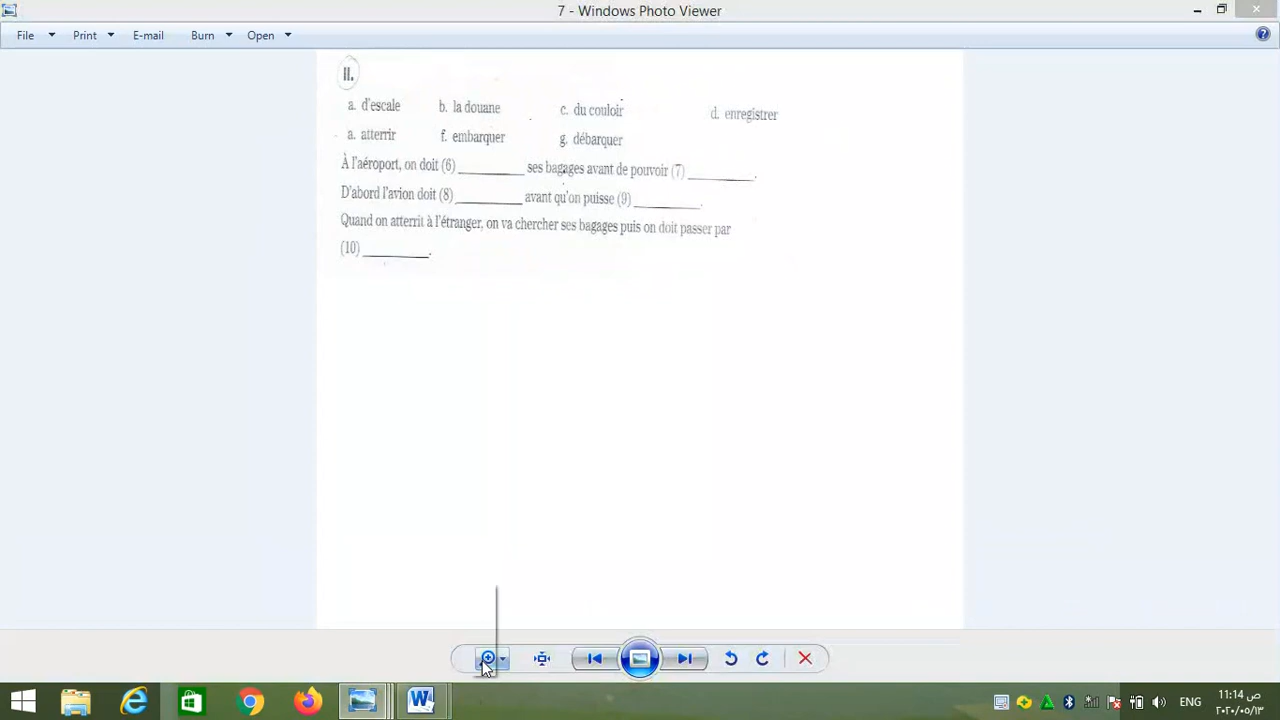 7 - Windows Photo Viewer
File Print E-mail Burn Open
II.
a. d'escale b. la douane c. du couloir d. enregistrer
a. atterrir f. embarquer g. débarquer
À l'aéroport, on doit (6) __________ ses bagages avant de pouvoir (7) __________.
D'abord l'avion doit (8) __________ avant qu'on puisse (9) __________.
Quand on atterrit à l'étranger, on va chercher ses bagages puis on doit passer par
(10) __________.
ENG ص 11:14
٢٠٢٠/٠٥/١٣